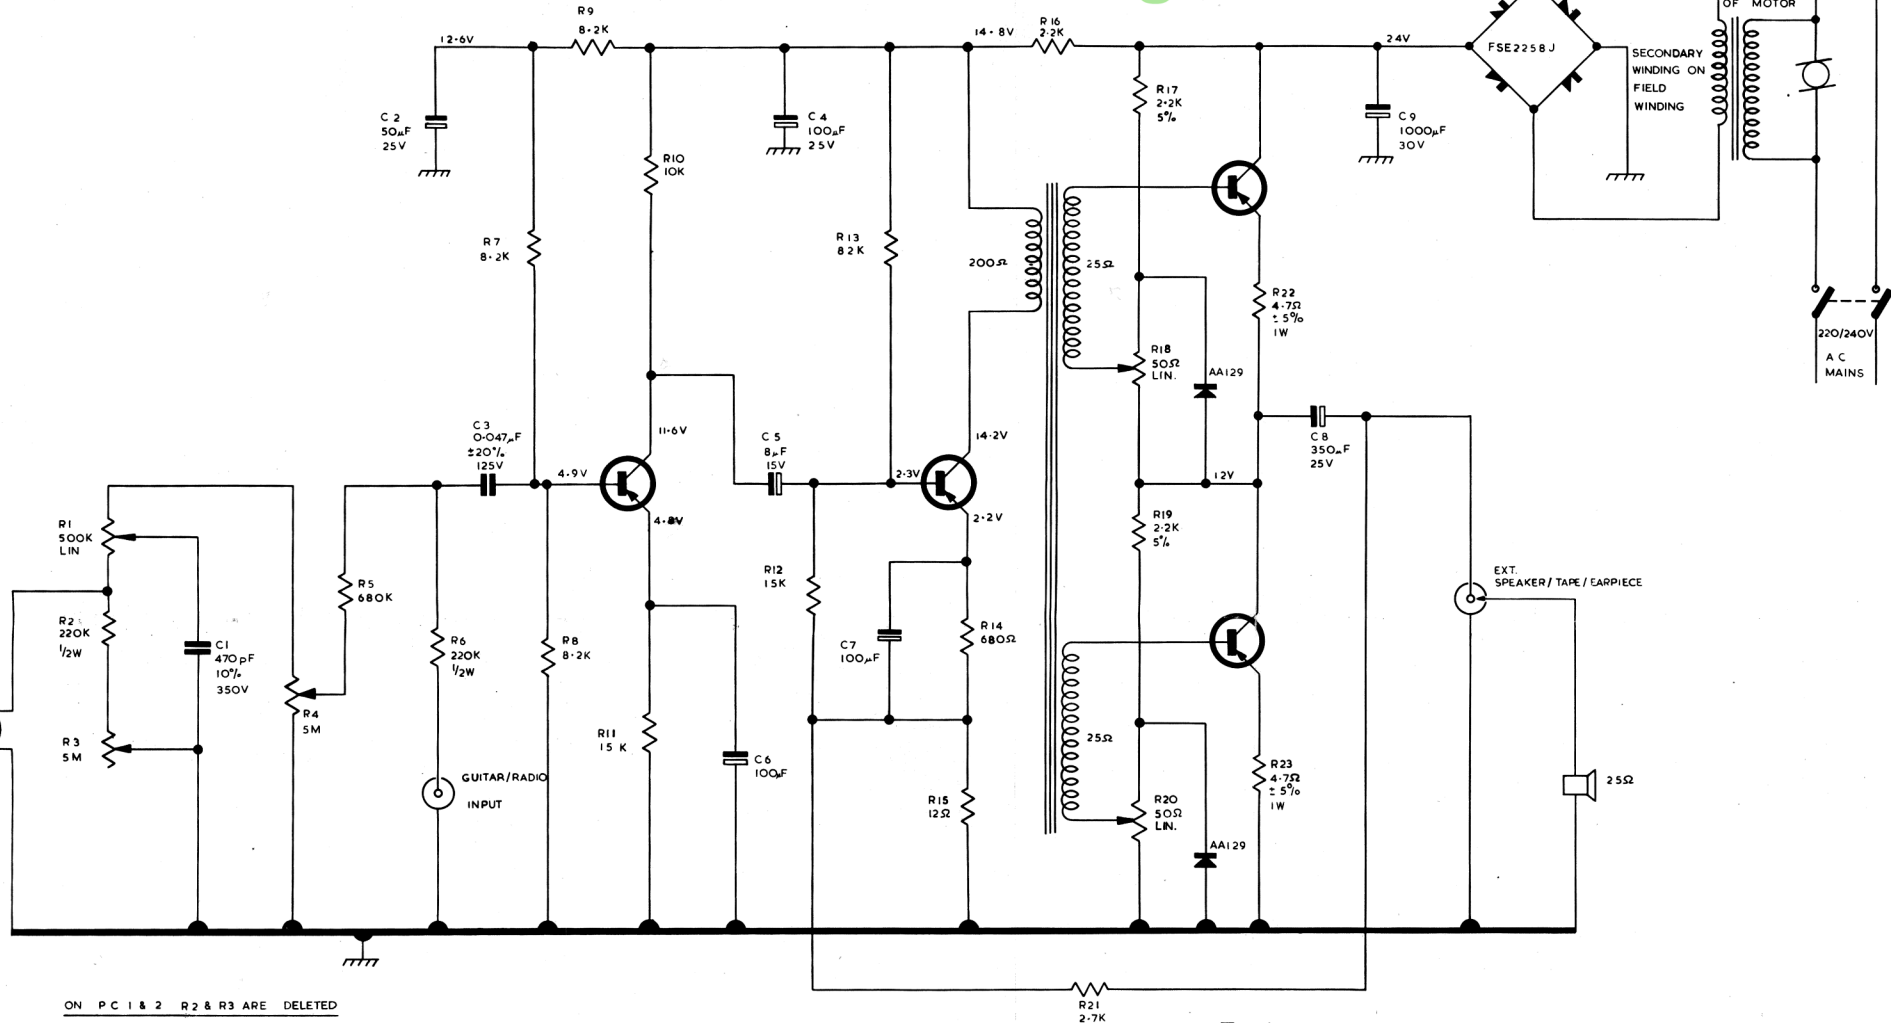 R9
8·2K
12·6V
14·8V
R16
2·2K
24V
FSE2258J
OF MOTOR
SECONDARY
WINDING ON
FIELD
WINDING
C2
50µF
25V
C4
100µF
25V
R17
2·2K
5%
C9
1000µF
30V
R10
10K
R7
8·2K
R13
82K
200Ω
25Ω
R22
4·7Ω
±5%
1W
220/240V
AC
MAINS
R18
50Ω
LIN.
AA129
C3
0·047µF
±20%
125V
11·6V
4·9V
4·8V
C5
8µF
15V
14·2V
2·3V
2·2V
C8
350µF
25V
12V
R1
500K
LIN
R5
680K
R19
2·2K
5%
R12
15K
EXT.
SPEAKER/TAPE/EARPIECE
R2
220K
1/2W
C1
470pF
10%
350V
R6
220K
1/2W
R8
8·2K
C7
100µF
R14
680Ω
R4
5M
R3
5M
R11
15K
C6
100µF
25Ω
R23
4·7Ω
±5%
1W
25Ω
GUITAR/RADIO
INPUT
R15
12Ω
R20
50Ω
LIN.
AA129
R21
2·7K
ON PC 1 & 2 R2 & R3 ARE DELETED